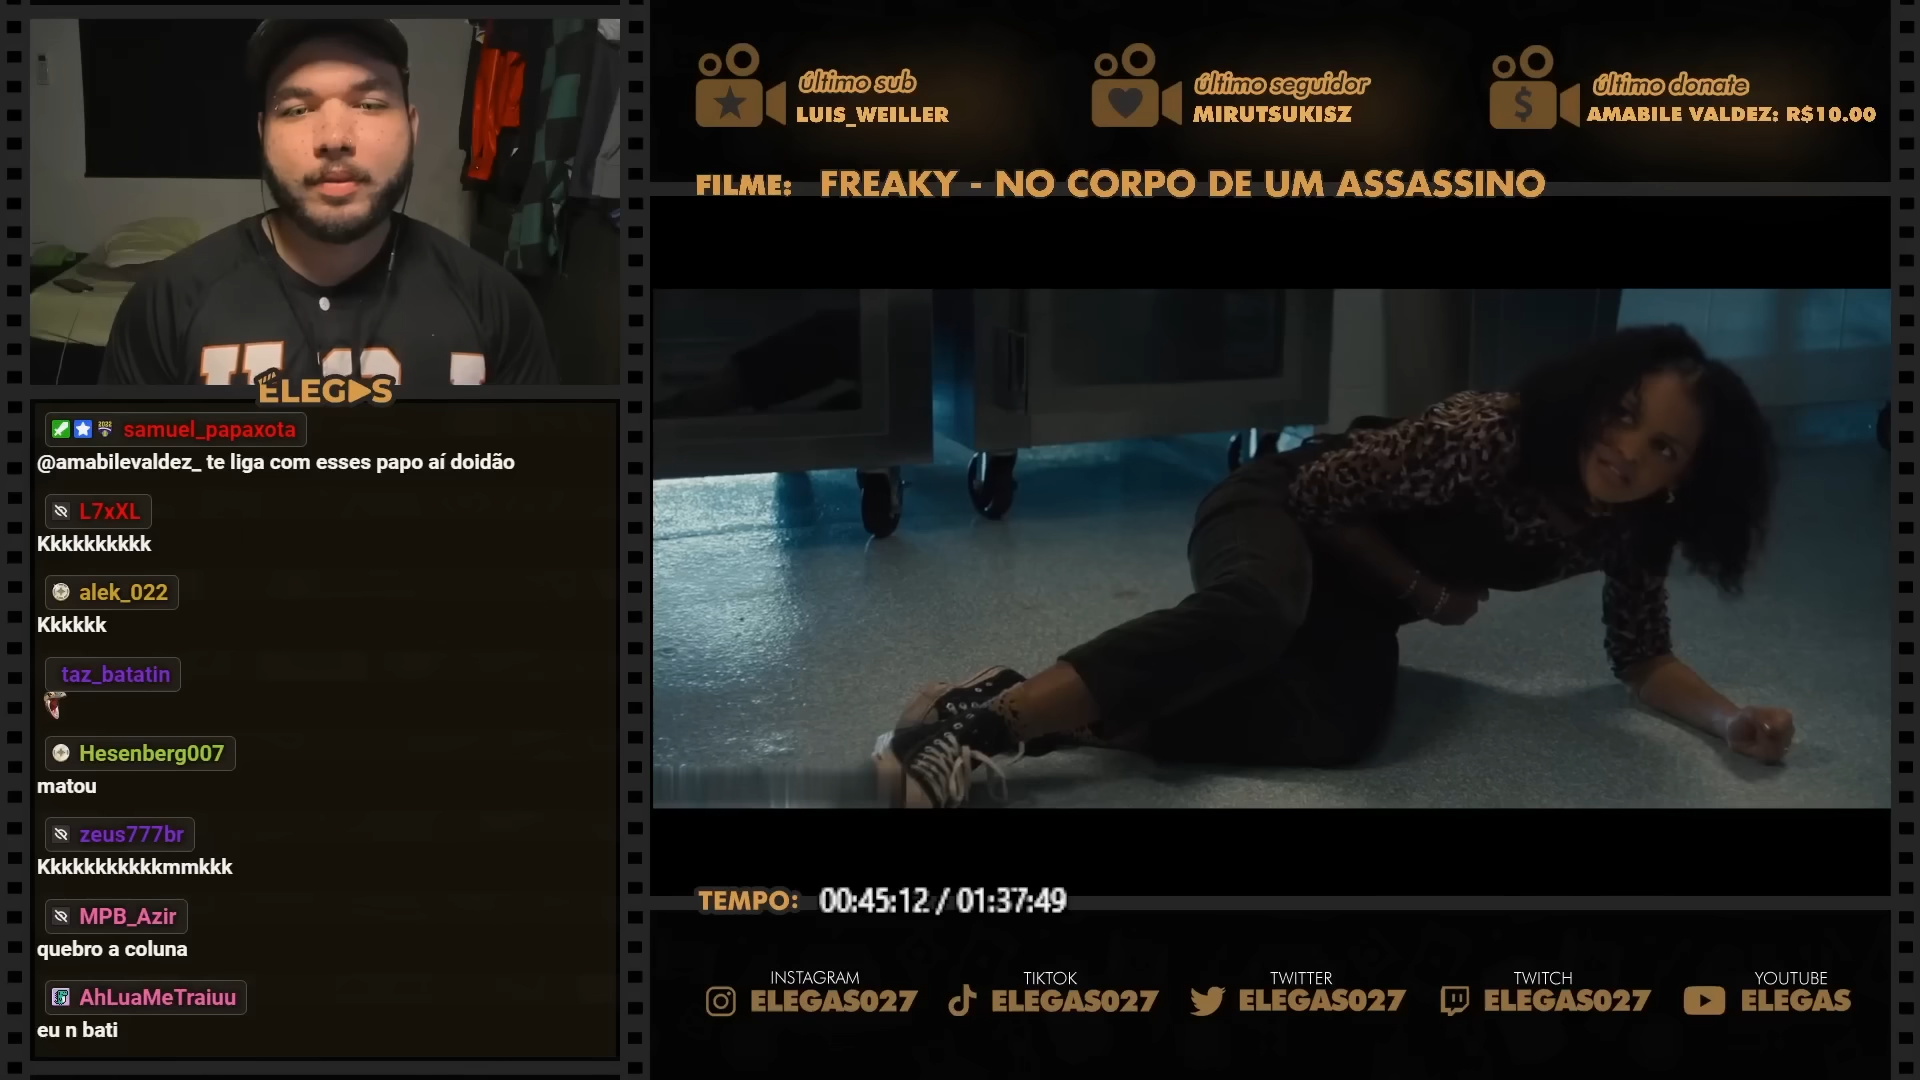 último sub
LUIS_WEILLER
último seguidor
MIRUTSUKISZ
último donate
AMABILE VALDEZ: R$10.00
FILME: FREAKY - NO CORPO DE UM ASSASSINO
ELEGAS
samuel_papaxota
@amabilevaldez_ te liga com esses papo aí doidão
L7xXL
Kkkkkkkkkk
alek_022
Kkkkkk
taz_batatin
Hesenberg007
matou
zeus777br
Kkkkkkkkkkkmmkkk
MPB_Azir
quebro a coluna
AhLuaMeTraiuu
eu n bati
TEMPO: 00:45:12 / 01:37:49
INSTAGRAM
ELEGAS027
TIKTOK
ELEGAS027
TWITTER
ELEGAS027
TWITCH
ELEGAS027
YOUTUBE
ELEGAS